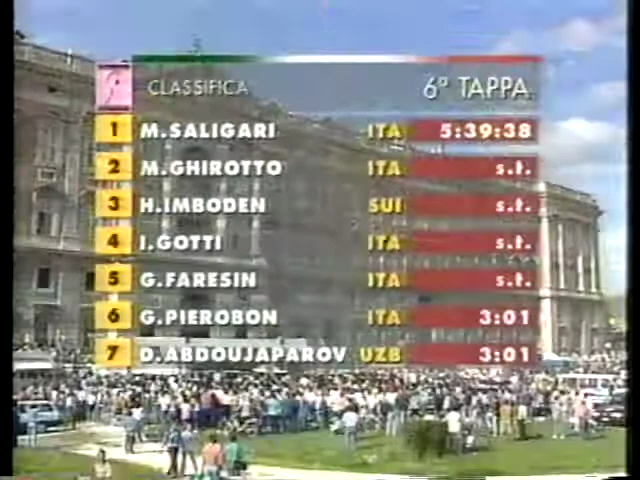 CLASSIFICA 6ª TAPPA
1 M.SALIGARI ITA 5:39:38
2 M.GHIROTTO ITA s.t.
3 H.IMBODEN SUI s.t.
4 I.GOTTI ITA s.t.
5 G.FARESIN ITA s.t.
6 G.PIEROBON ITA 3:01
7 D.ABDOUJAPAROV UZB 3:01